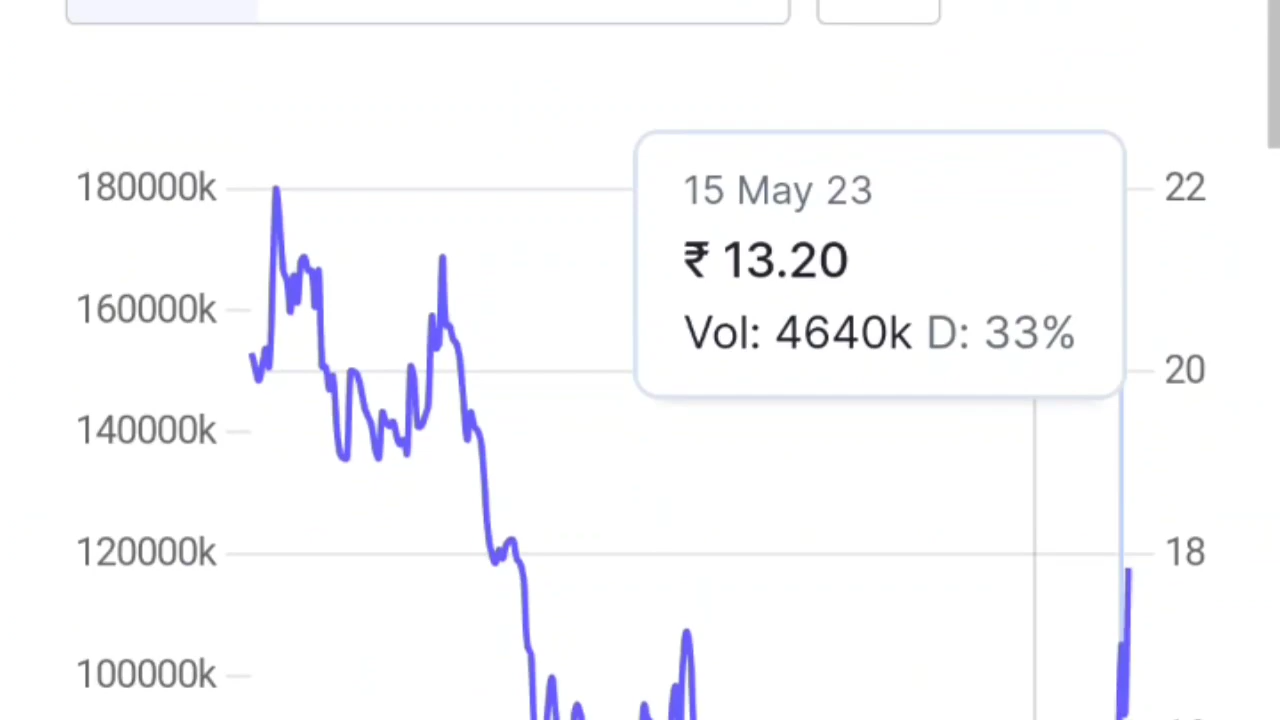 180000k
160000k
140000k
120000k
100000k
15 May 23
₹ 13.20
Vol: 4640k D: 33%
22
20
18